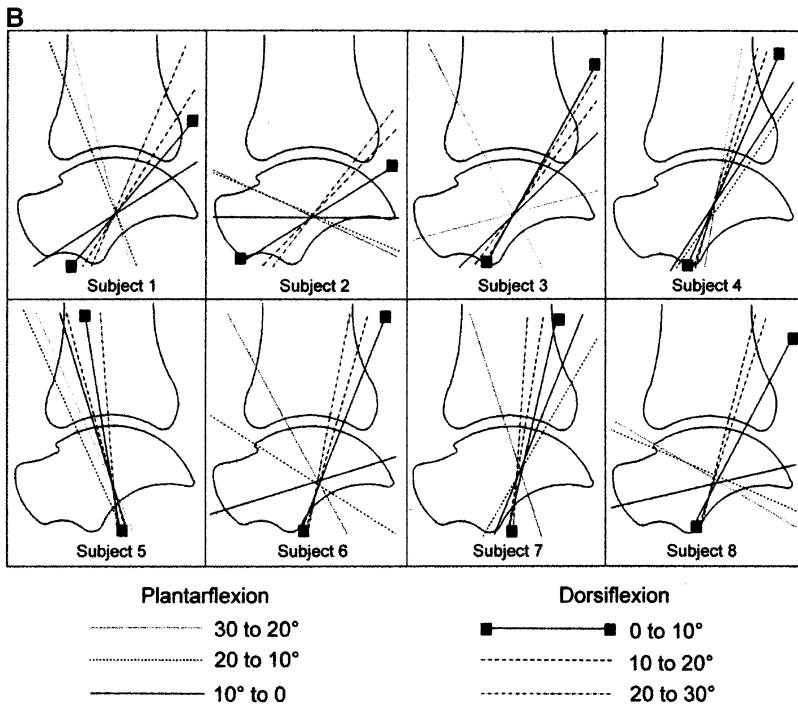 B
Subject 1
Subject 2
Subject 3
Subject 4
Subject 5
Subject 6
Subject 7
Subject 8
Plantarflexion
30 to 20°
20 to 10°
10° to 0
Dorsiflexion
0 to 10°
10 to 20°
20 to 30°